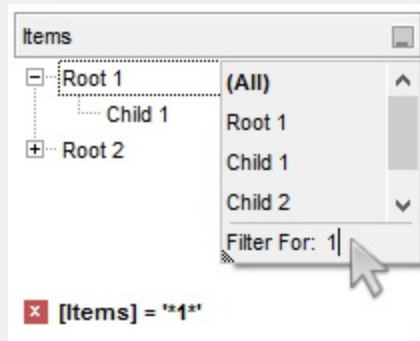 Items
Root 1
Child 1
Root 2
(All)
Root 1
Child 1
Child 2
Filter For: 1
x [Items] = '*1*'